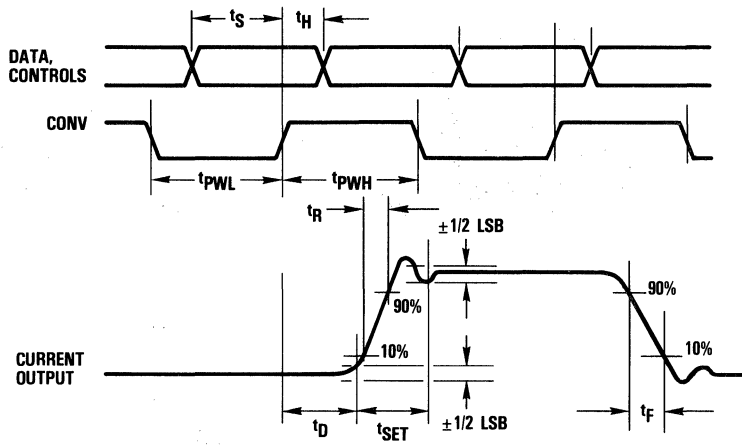 tS
tH
DATA,
CONTROLS
CONV
tPWL
tPWH
tR
±1/2 LSB
90%
90%
10%
10%
CURRENT
OUTPUT
tD
tSET
±1/2 LSB
tF